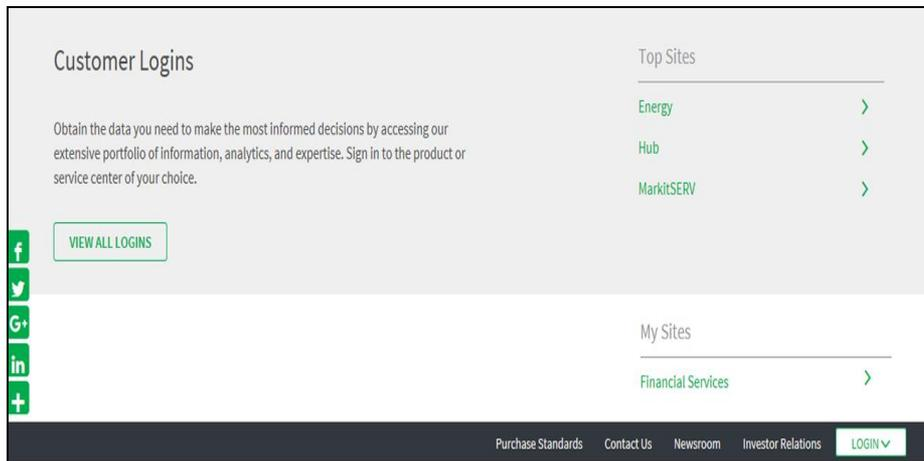 Customer Logins
Obtain the data you need to make the most informed decisions by accessing our
extensive portfolio of information, analytics, and expertise. Sign in to the product or
service center of your choice.
VIEW ALL LOGINS
Top Sites
Energy
Hub
MarkitSERV
f
G+
in
My Sites
Financial Services
Purchase Standards
Contact Us
Newsroom
Investor Relations
LOGIN